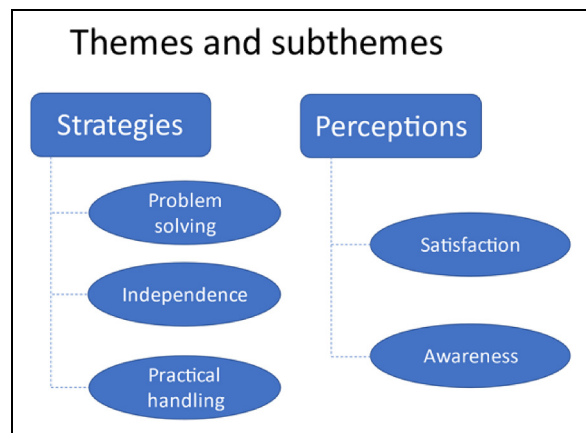 Themes and subthemes
Strategies
Problem
solving
Independence
Practical
handling
Perceptions
Satisfaction
Awareness